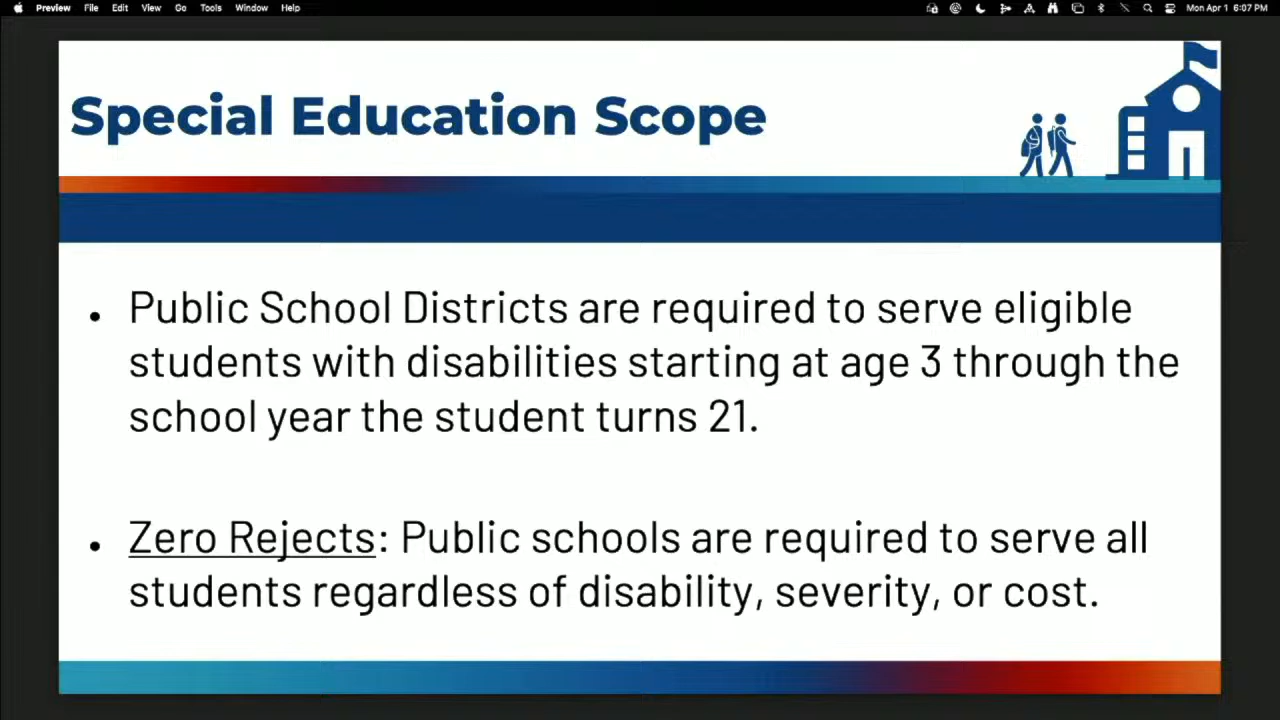 Preview File Edit View Go Tools Window Help Mon Apr 1 6:07 PM
Special Education Scope
• Public School Districts are required to serve eligible
students with disabilities starting at age 3 through the
school year the student turns 21.
• Zero Rejects: Public schools are required to serve all
students regardless of disability, severity, or cost.